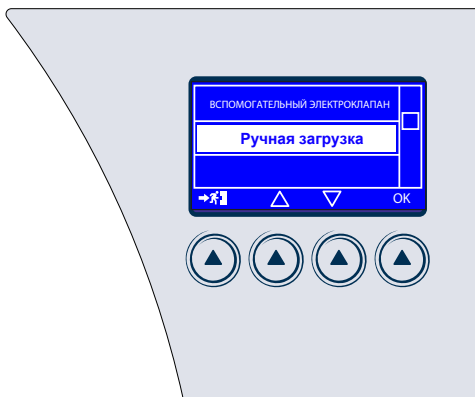 ВСПОМОГАТЕЛЬНЫЙ ЭЛЕКТРОКЛАПАН
Ручная загрузка
OK